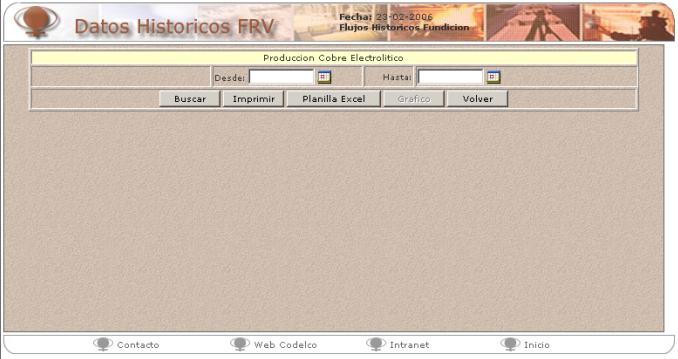 Datos Historicos FRV
Fecha: 23-02-2006
Flujos Historicos Fundicion
Produccion Cobre Electrolitico
Desde: Hasta:
Buscar Imprimir Planilla Excel Grafico Volver
Contacto Web Codelco Intranet Inicio